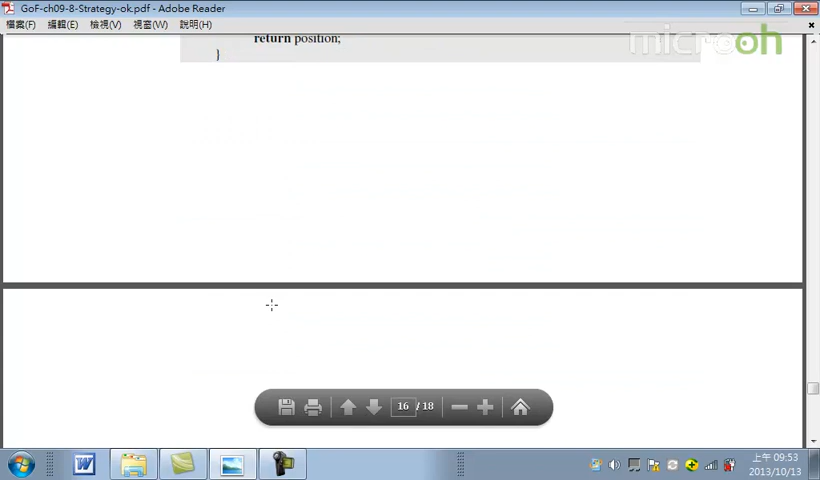 GoF-ch09-8-Strategy-ok.pdf - Adobe Reader
檔案(F) 編輯(E) 檢視(V) 視窗(W) 說明(H)
microoh
return position;
}
16 / 18
上午 09:53
2013/10/13